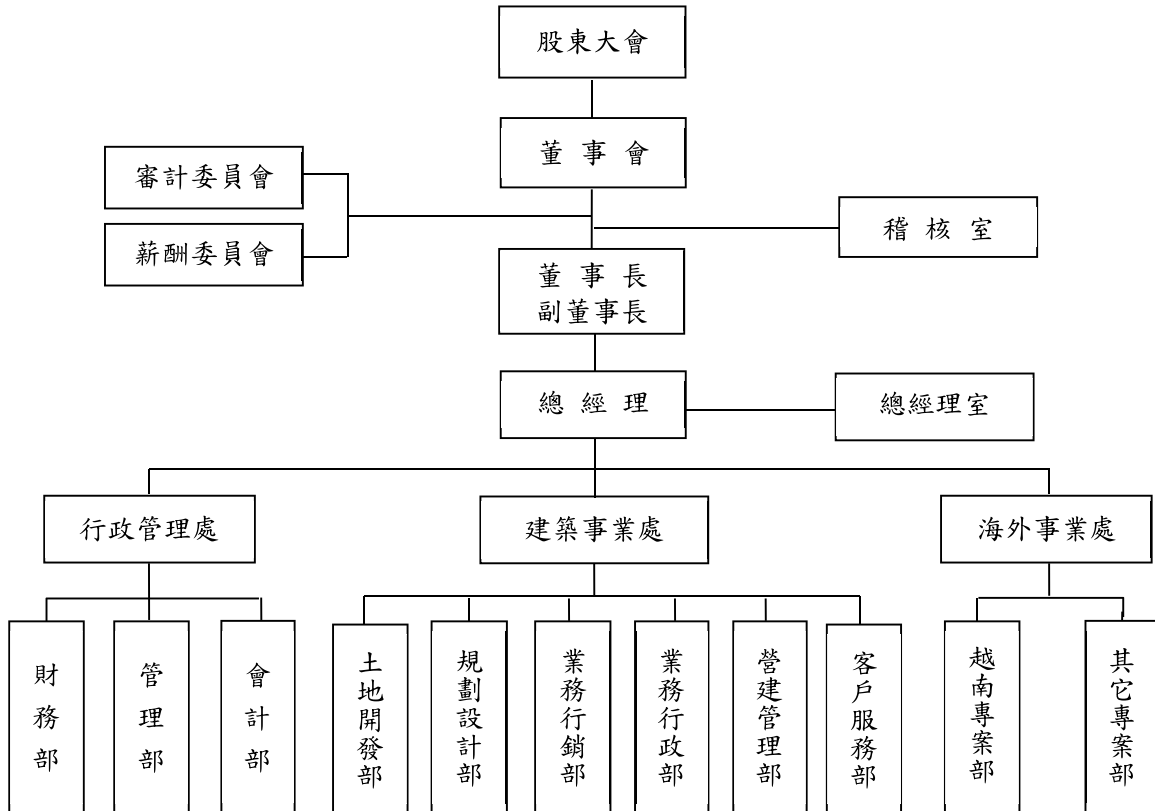 股東大會
董事會
審計委員會
薪酬委員會
稽核室
董事長
副董事長
總經理
總經理室
行政管理處
建築事業處
海外事業處
財務部
管理部
會計部
土地開發部
規劃設計部
業務行銷部
業務行政部
營建管理部
客戶服務部
越南專案部
其它專案部